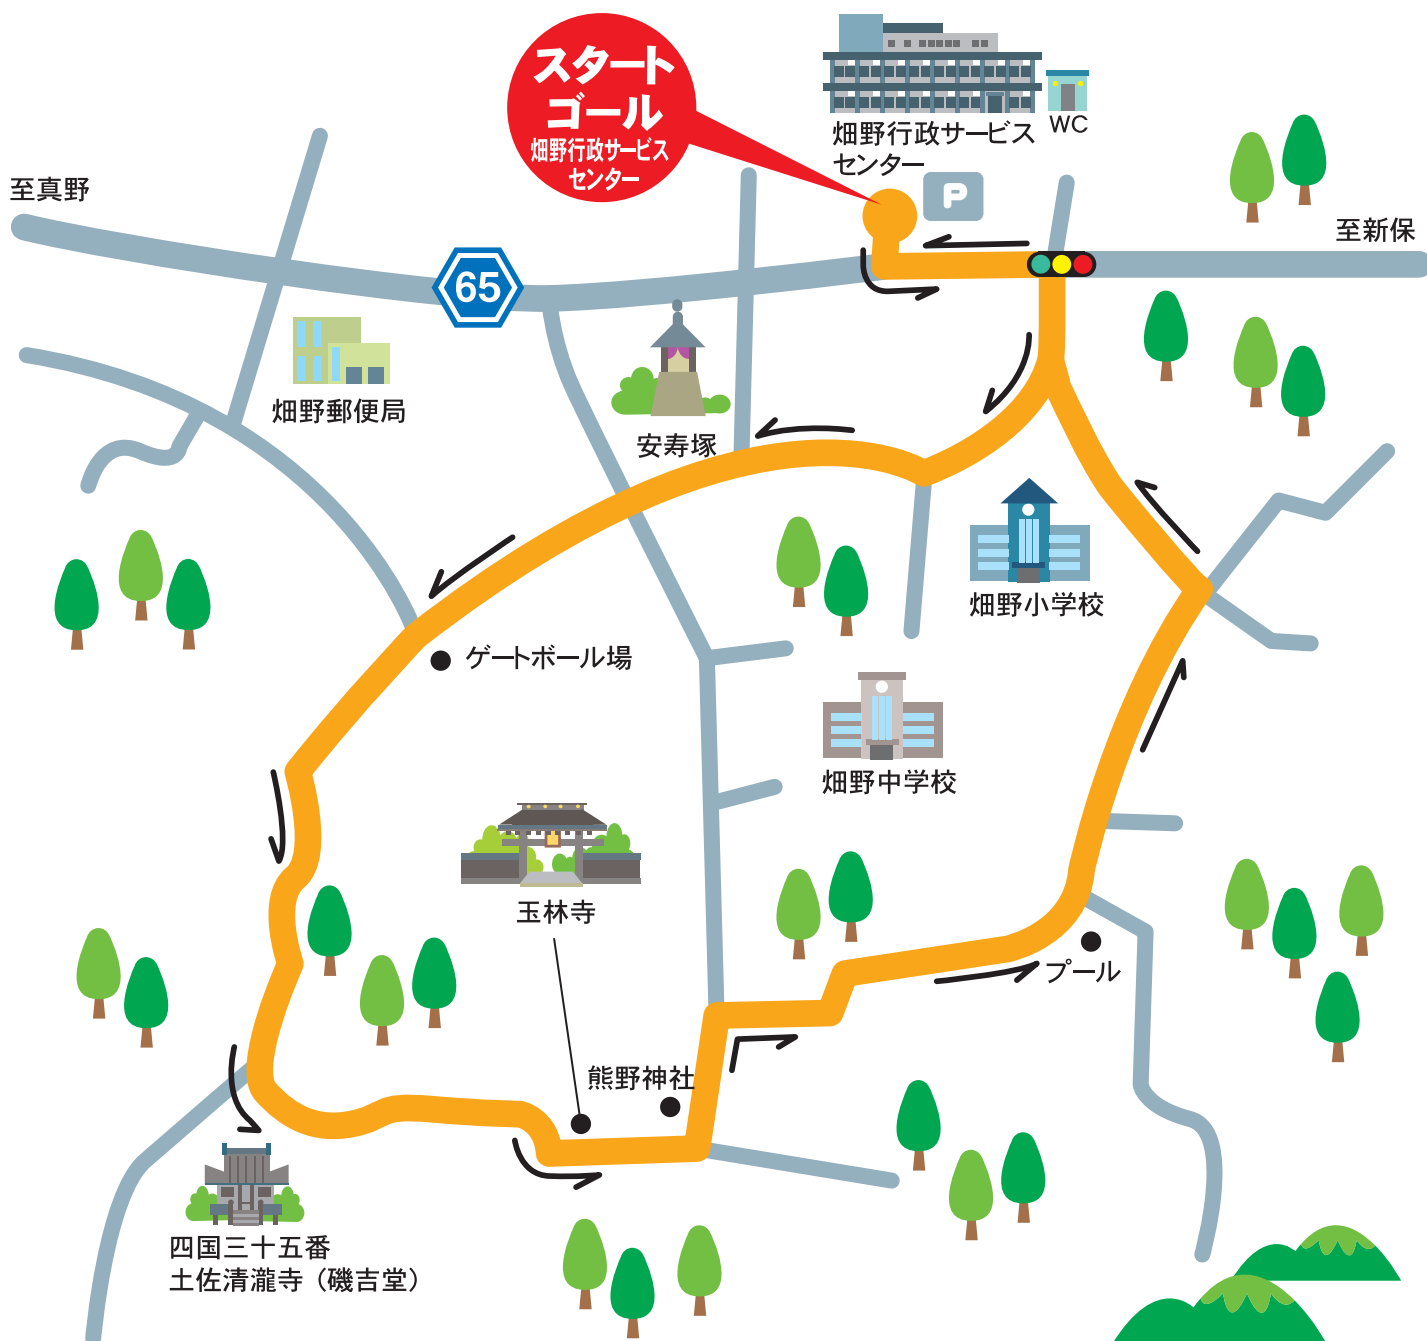 スタート
ゴール
畑野行政サービス
センター
畑野行政サービス
センター
WC
P
至真野
至新保
65
畑野郵便局
安寿塚
畑野小学校
ゲートボール場
畑野中学校
玉林寺
プール
熊野神社
四国三十五番
土佐清瀧寺（磯吉堂）